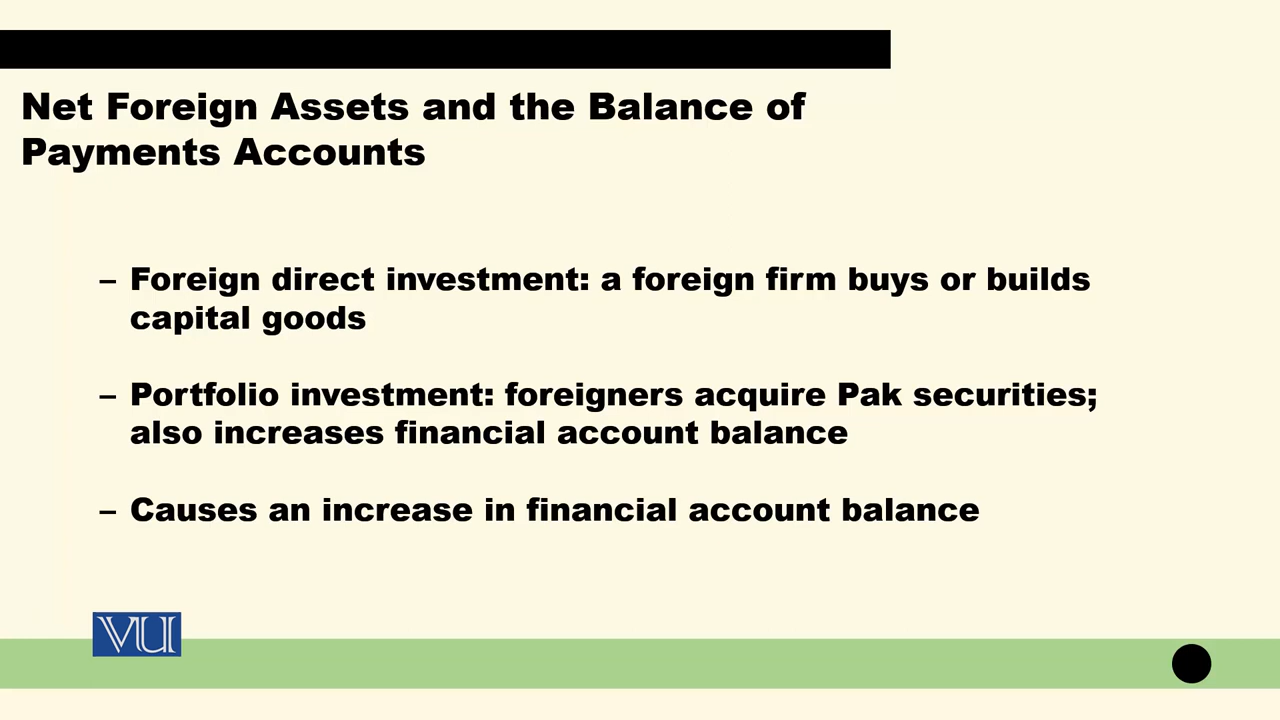 Net Foreign Assets and the Balance of
Payments Accounts
– Foreign direct investment: a foreign firm buys or builds
capital goods
– Portfolio investment: foreigners acquire Pak securities;
also increases financial account balance
– Causes an increase in financial account balance
VU